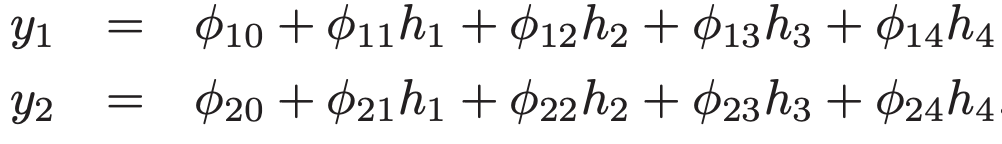 y₁ = ϕ₁₀ + ϕ₁₁h₁ + ϕ₁₂h₂ + ϕ₁₃h₃ + ϕ₁₄h₄
y₂ = ϕ₂₀ + ϕ₂₁h₁ + ϕ₂₂h₂ + ϕ₂₃h₃ + ϕ₂₄h₄.